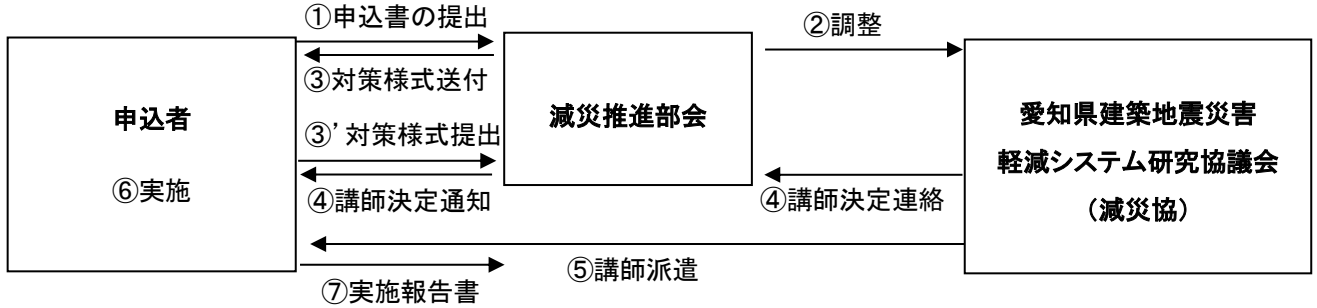 ①申込書の提出
②調整
③対策様式送付
申込者
減災推進部会
愛知県建築地震災害
軽減システム研究協議会
（減災協）
③’対策様式提出
⑥実施
④講師決定通知
④講師決定連絡
⑤講師派遣
⑦実施報告書